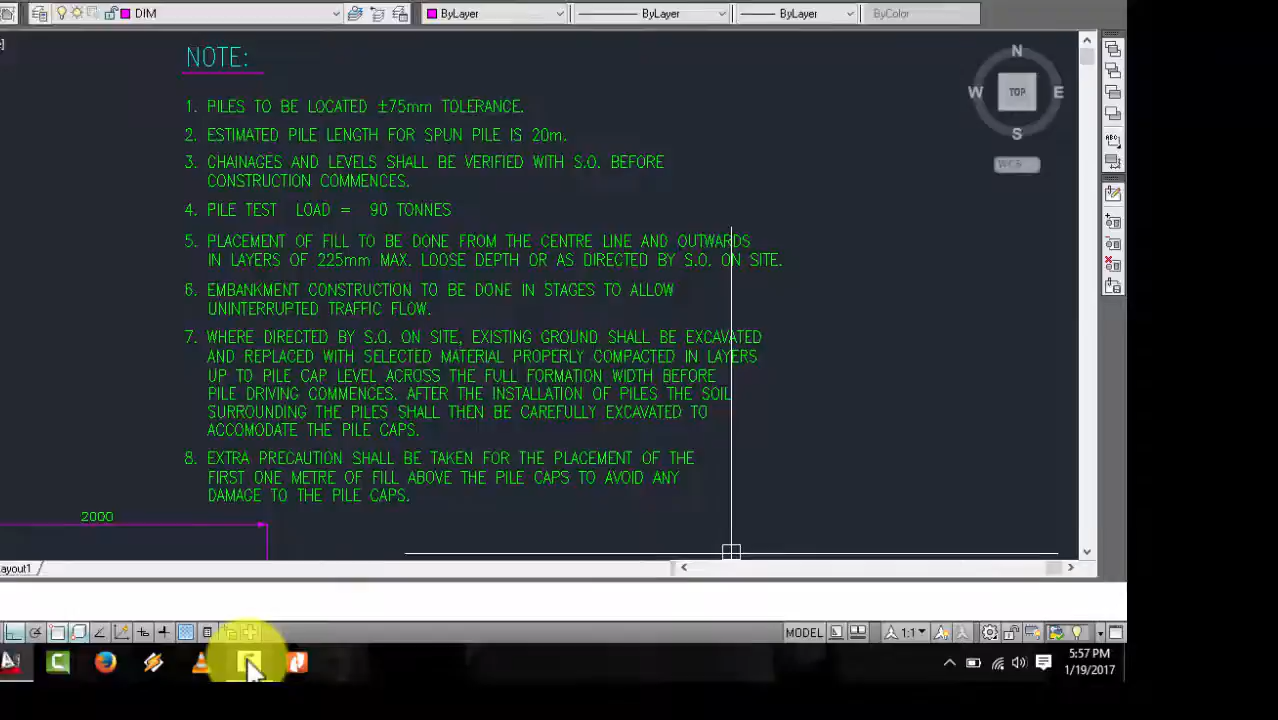 DIM
ByLayer
ByLayer
ByLayer
ByColor
NOTE:
N
W
TOP
E
S
WCS
1. PILES TO BE LOCATED ±75mm TOLERANCE.
2. ESTIMATED PILE LENGTH FOR SPUN PILE IS 20m.
3. CHAINAGES AND LEVELS SHALL BE VERIFIED WITH S.O. BEFORE
CONSTRUCTION COMMENCES.
4. PILE TEST LOAD = 90 TONNES
5. PLACEMENT OF FILL TO BE DONE FROM THE CENTRE LINE AND OUTWARDS
IN LAYERS OF 225mm MAX. LOOSE DEPTH OR AS DIRECTED BY S.O. ON SITE.
6. EMBANKMENT CONSTRUCTION TO BE DONE IN STAGES TO ALLOW
UNINTERRUPTED TRAFFIC FLOW.
7. WHERE DIRECTED BY S.O. ON SITE, EXISTING GROUND SHALL BE EXCAVATED
AND REPLACED WITH SELECTED MATERIAL PROPERLY COMPACTED IN LAYERS
UP TO PILE CAP LEVEL ACROSS THE FULL FORMATION WIDTH BEFORE
PILE DRIVING COMMENCES. AFTER THE INSTALLATION OF PILES THE SOIL
SURROUNDING THE PILES SHALL THEN BE CAREFULLY EXCAVATED TO
ACCOMODATE THE PILE CAPS.
8. EXTRA PRECAUTION SHALL BE TAKEN FOR THE PLACEMENT OF THE
FIRST ONE METRE OF FILL ABOVE THE PILE CAPS TO AVOID ANY
DAMAGE TO THE PILE CAPS.
2000
ayout1
MODEL
1:1
5:57 PM
1/19/2017